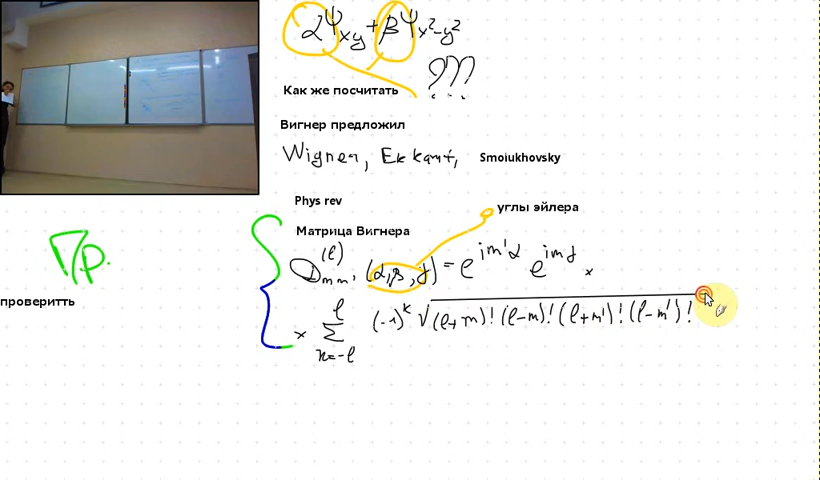 αΨxy + βΨx²-y²
???
Как же посчитать
Вигнер предложил
Wigner, Ekkart, Smoiukhovsky
Phys rev
углы эйлера
Матрица Вигнера
D(l)mm' (α,β,γ) = e^im'α e^imγ ×
× Σ (-1)^k √(l+m)!(l-m)!(l+m')!(l-m')!
l
n=-l
Пр.
проверитть